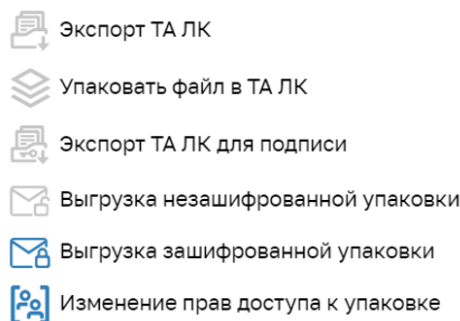 Экспорт ТА ЛК
Упаковать файл в ТА ЛК
Экспорт ТА ЛК для подписи
Выгрузка незашифрованной упаковки
Выгрузка зашифрованной упаковки
Изменение прав доступа к упаковке